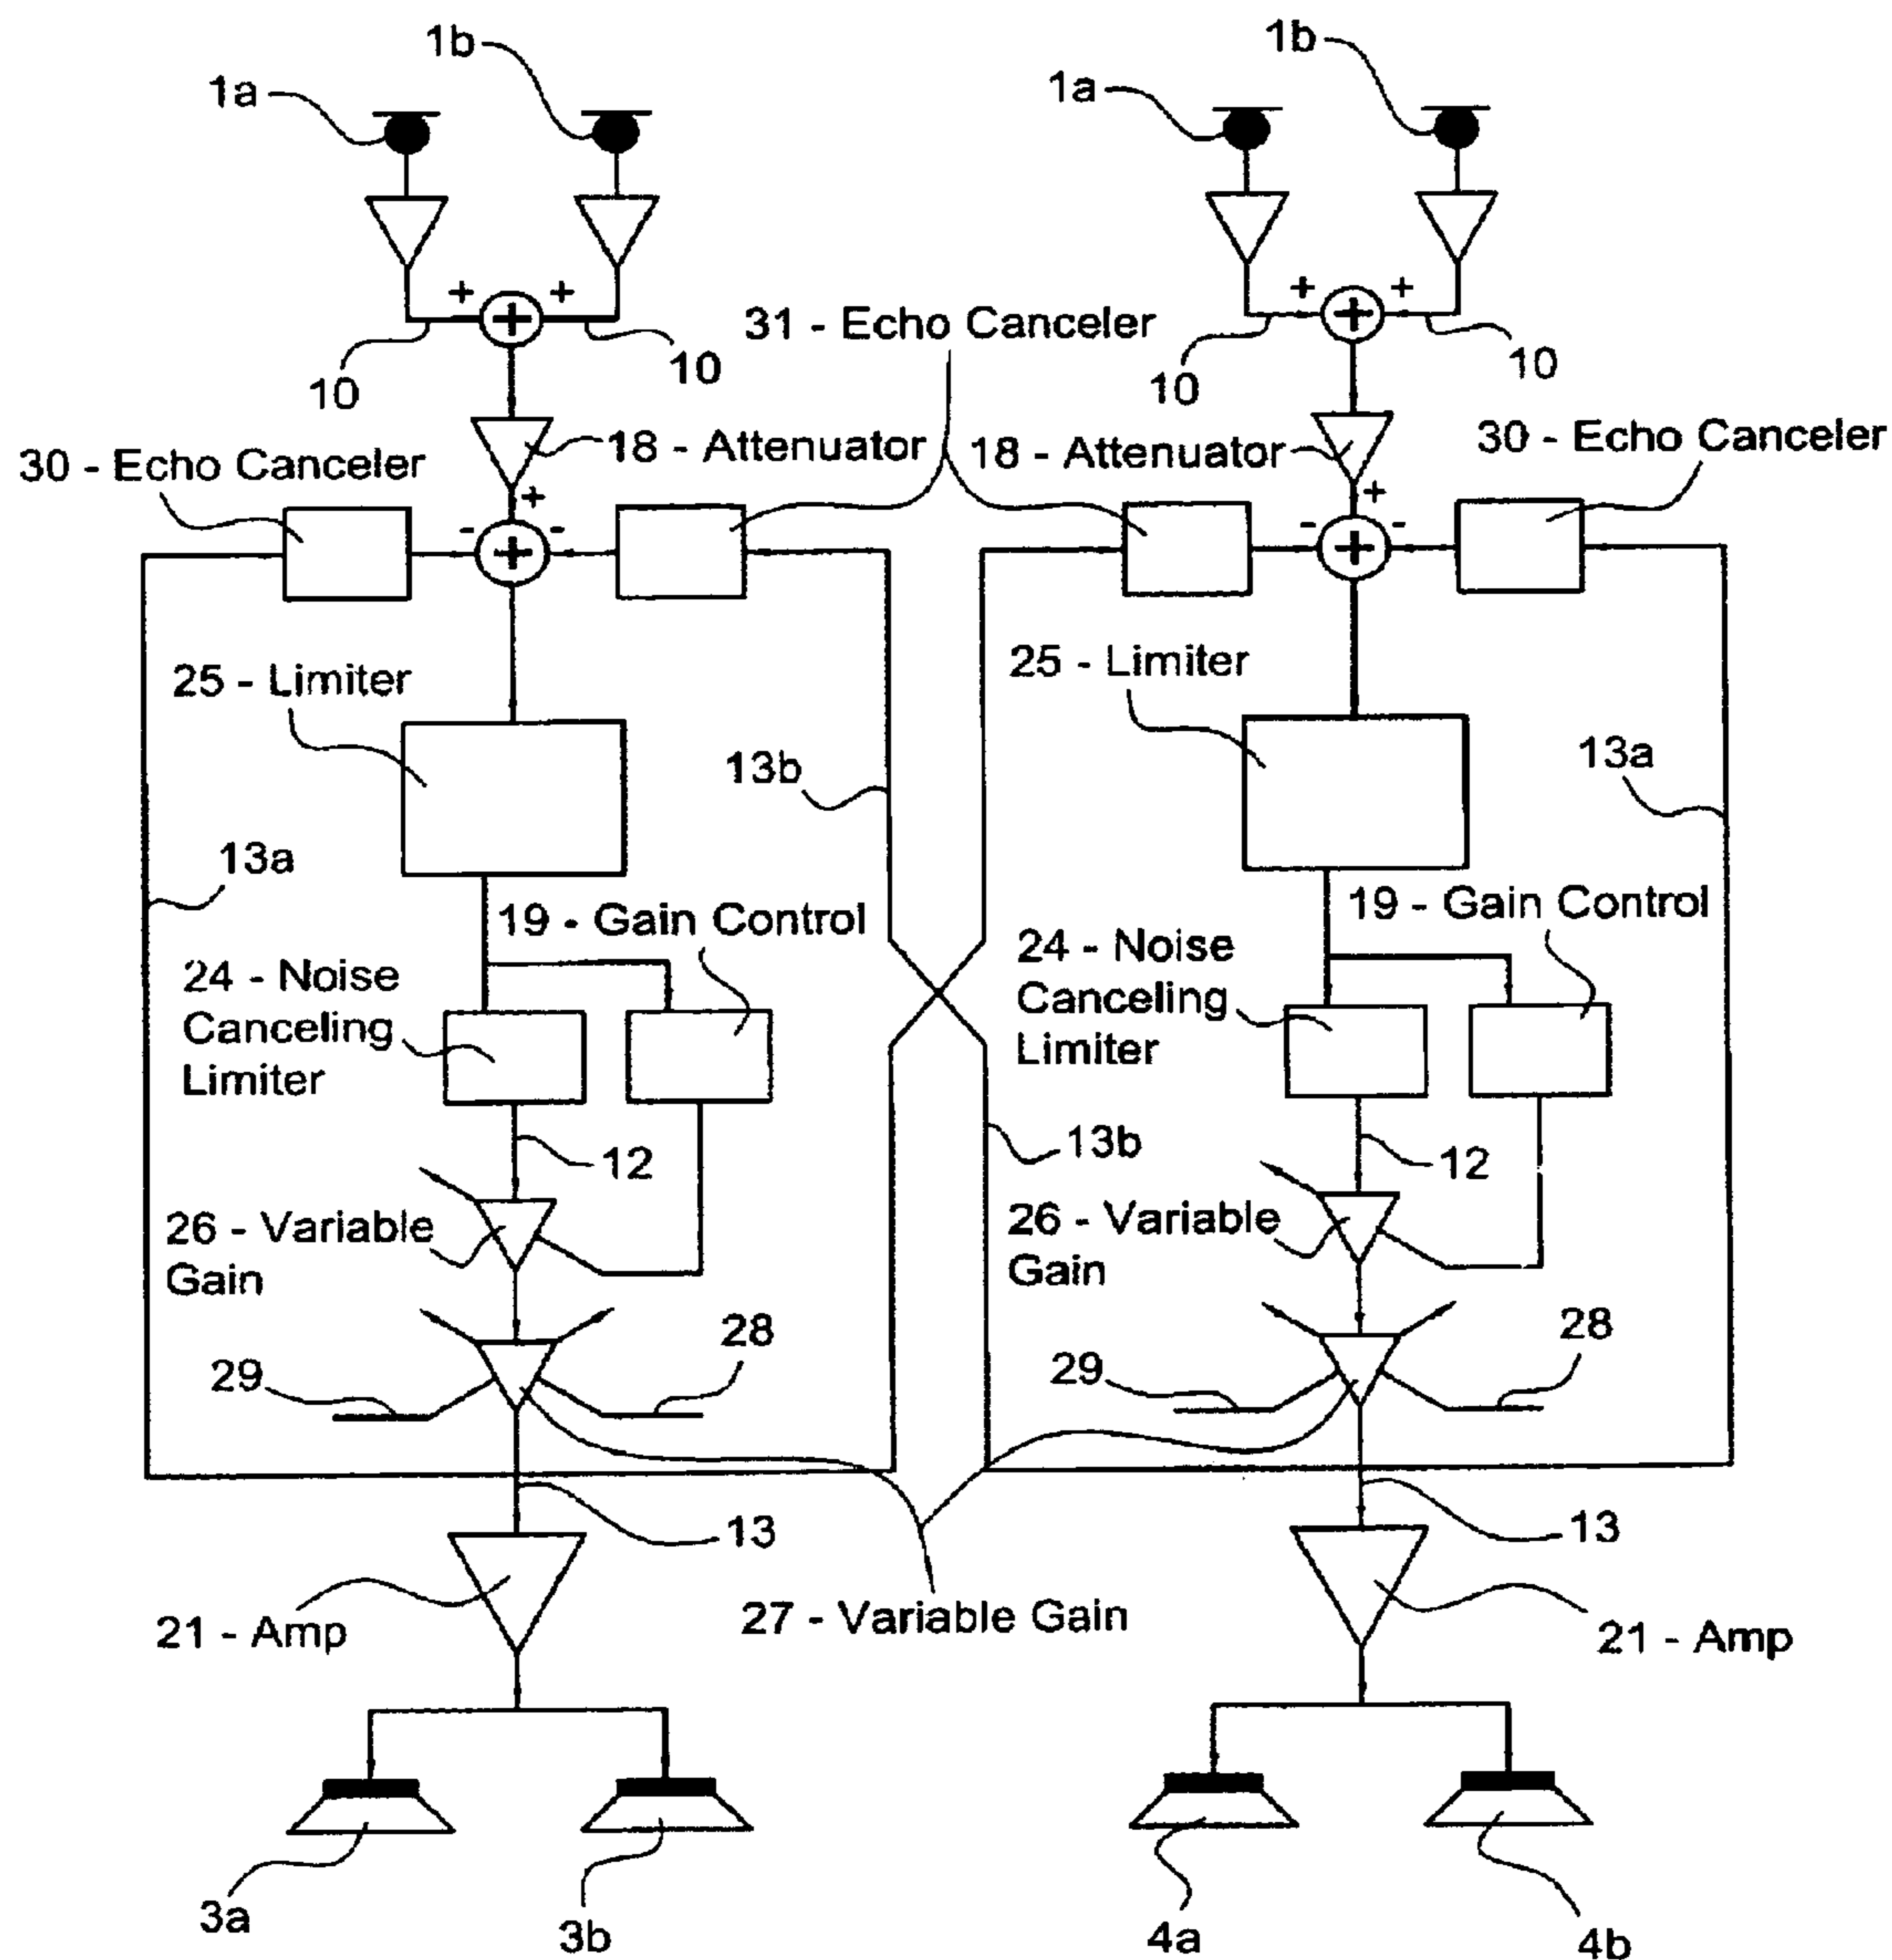 1a
1b
1a
1b
+
+
+
+
10
10
31 - Echo Canceler
10
10
18 - Attenuator
18 - Attenuator
30 - Echo Canceler
30 - Echo Canceler
+
-
-
+
-
-
25 - Limiter
25 - Limiter
13b
13a
13a
19 - Gain Control
19 - Gain Control
24 - Noise
Canceling
Limiter
24 - Noise
Canceling
Limiter
12
13b
12
26 - Variable
Gain
26 - Variable
Gain
29
28
29
28
13
13
21 - Amp
27 - Variable Gain
21 - Amp
3a
3b
4a
4b